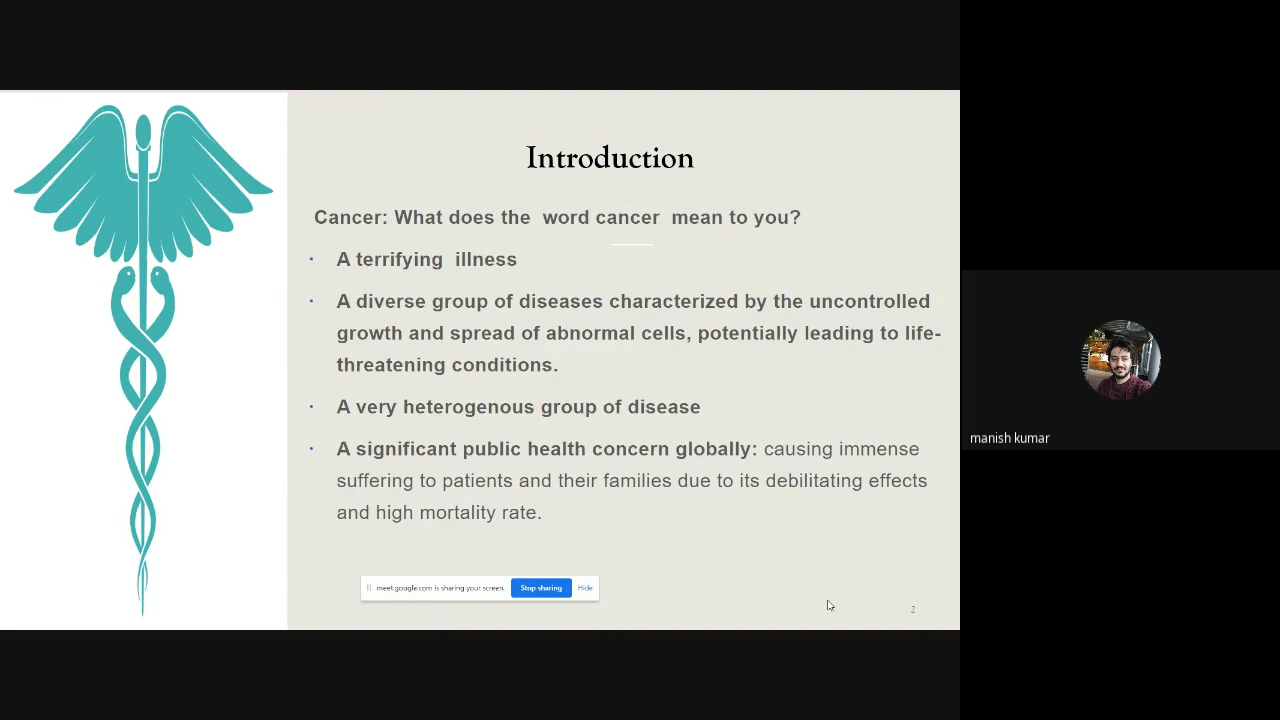 Introduction
Cancer: What does the word cancer mean to you?
· A terrifying illness
· A diverse group of diseases characterized by the uncontrolled
growth and spread of abnormal cells, potentially leading to life-
threatening conditions.
· A very heterogenous group of disease
· A significant public health concern globally: causing immense
suffering to patients and their families due to its debilitating effects
and high mortality rate.
meet.google.com is sharing your screen. Stop sharing Hide
2
manish kumar